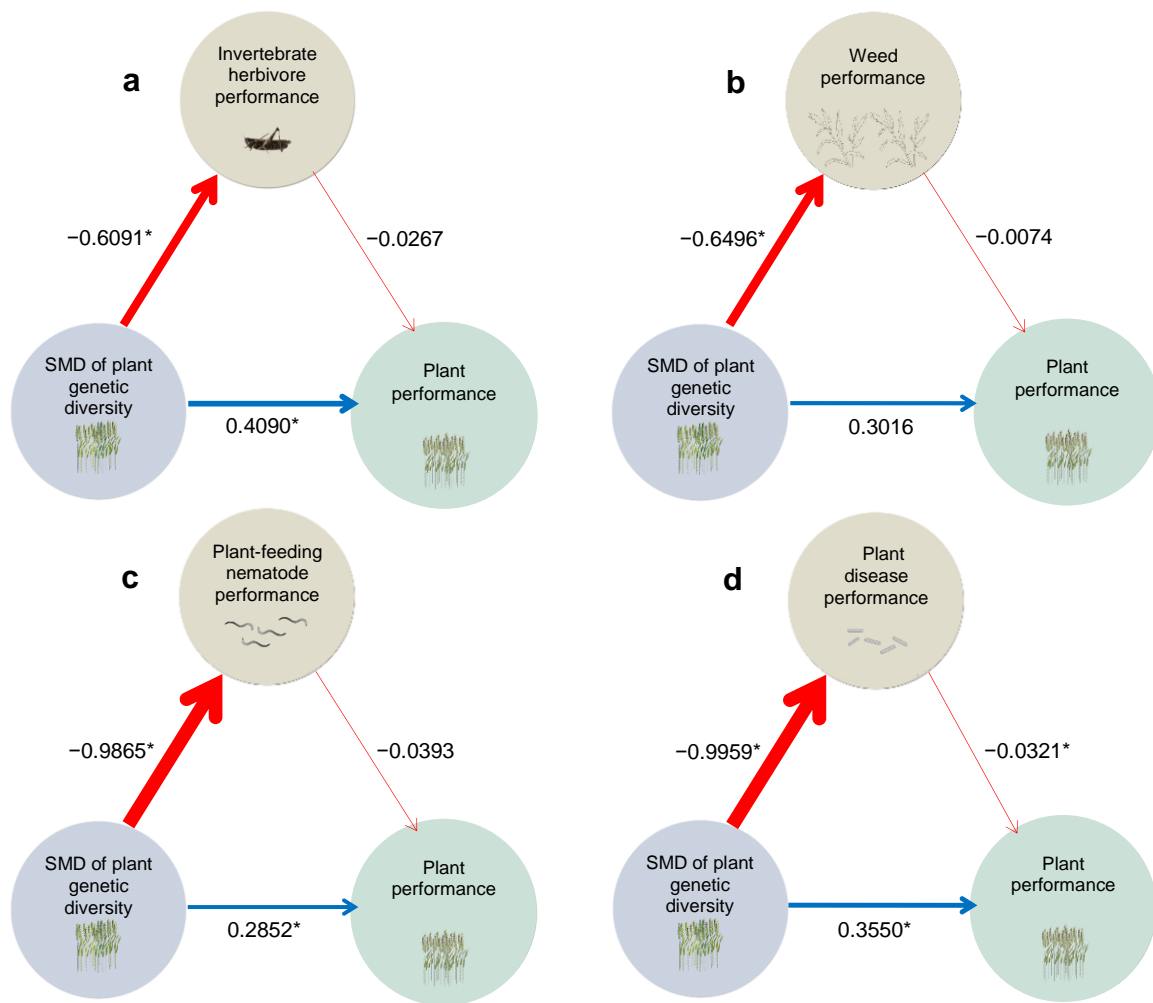 a
Invertebrate
herbivore
performance
−0.6091*
−0.0267
SMD of plant
genetic
diversity
0.4090*
Plant
performance
b
Weed
performance
−0.6496*
−0.0074
SMD of plant
genetic
diversity
0.3016
Plant
performance
c
Plant-feeding
nematode
performance
−0.9865*
−0.0393
SMD of plant
genetic
diversity
0.2852*
Plant
performance
d
Plant
disease
performance
−0.9959*
−0.0321*
SMD of plant
genetic
diversity
0.3550*
Plant
performance